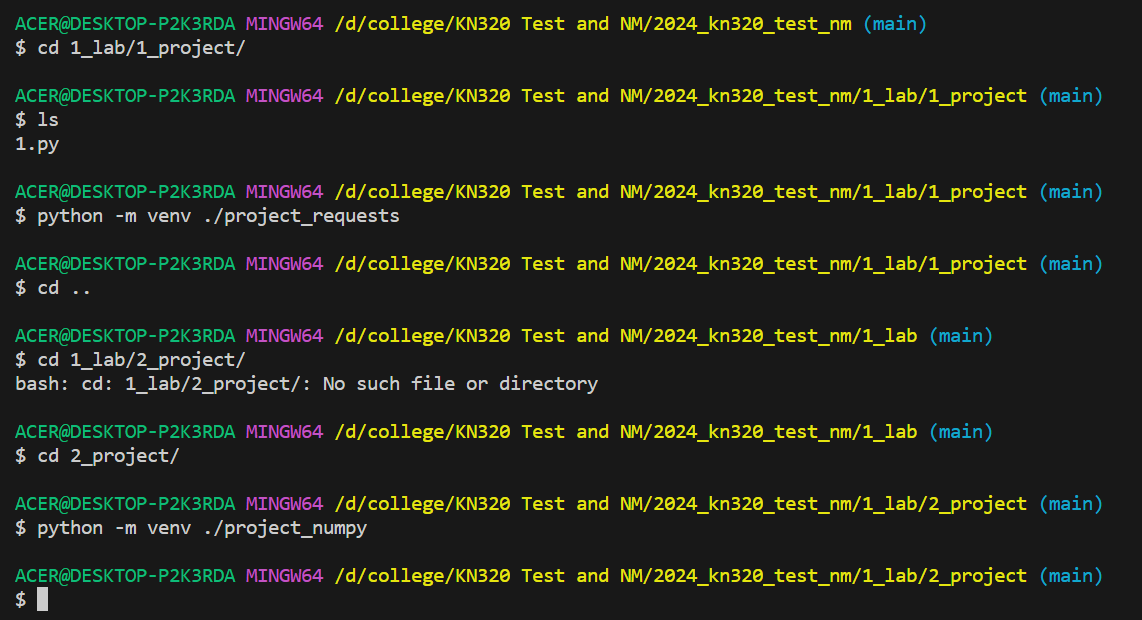 ACER@DESKTOP-P2K3RDA MINGW64 /d/college/KN320 Test and NM/2024_kn320_test_nm (main)
$ cd 1_lab/1_project/
ACER@DESKTOP-P2K3RDA MINGW64 /d/college/KN320 Test and NM/2024_kn320_test_nm/1_lab/1_project (main)
$ ls
1.py
ACER@DESKTOP-P2K3RDA MINGW64 /d/college/KN320 Test and NM/2024_kn320_test_nm/1_lab/1_project (main)
$ python -m venv ./project_requests
ACER@DESKTOP-P2K3RDA MINGW64 /d/college/KN320 Test and NM/2024_kn320_test_nm/1_lab/1_project (main)
$ cd ..
ACER@DESKTOP-P2K3RDA MINGW64 /d/college/KN320 Test and NM/2024_kn320_test_nm/1_lab (main)
$ cd 1_lab/2_project/
bash: cd: 1_lab/2_project/: No such file or directory
ACER@DESKTOP-P2K3RDA MINGW64 /d/college/KN320 Test and NM/2024_kn320_test_nm/1_lab (main)
$ cd 2_project/
ACER@DESKTOP-P2K3RDA MINGW64 /d/college/KN320 Test and NM/2024_kn320_test_nm/1_lab/2_project (main)
$ python -m venv ./project_numpy
ACER@DESKTOP-P2K3RDA MINGW64 /d/college/KN320 Test and NM/2024_kn320_test_nm/1_lab/2_project (main)
$